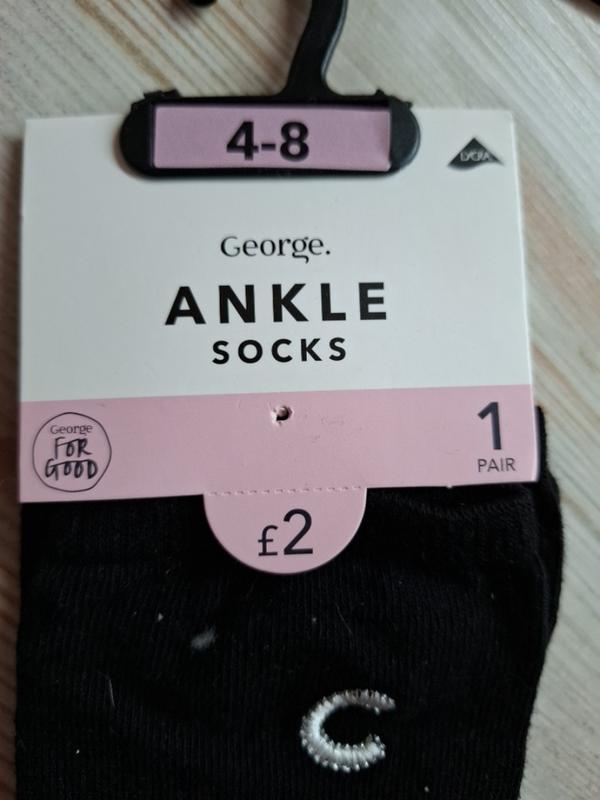 4-8
LYCRA
George.
ANKLE
SOCKS
George
FOR
GOOD
1
PAIR
£2
C